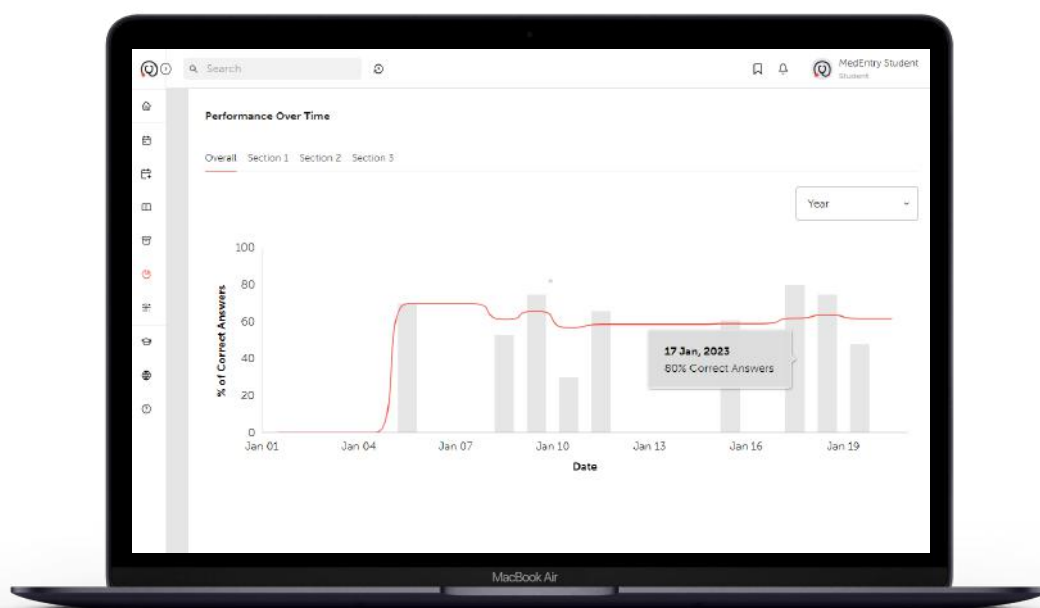 Search
MedEntry Student
Student
Performance Over Time
Overall Section 1 Section 2 Section 3
Year
100
80
60
40
20
0
% of Correct Answers
17 Jan, 2023
80% Correct Answers
Jan 01 Jan 04 Jan 07 Jan 10 Jan 13 Jan 16 Jan 19
Date
MacBook Air